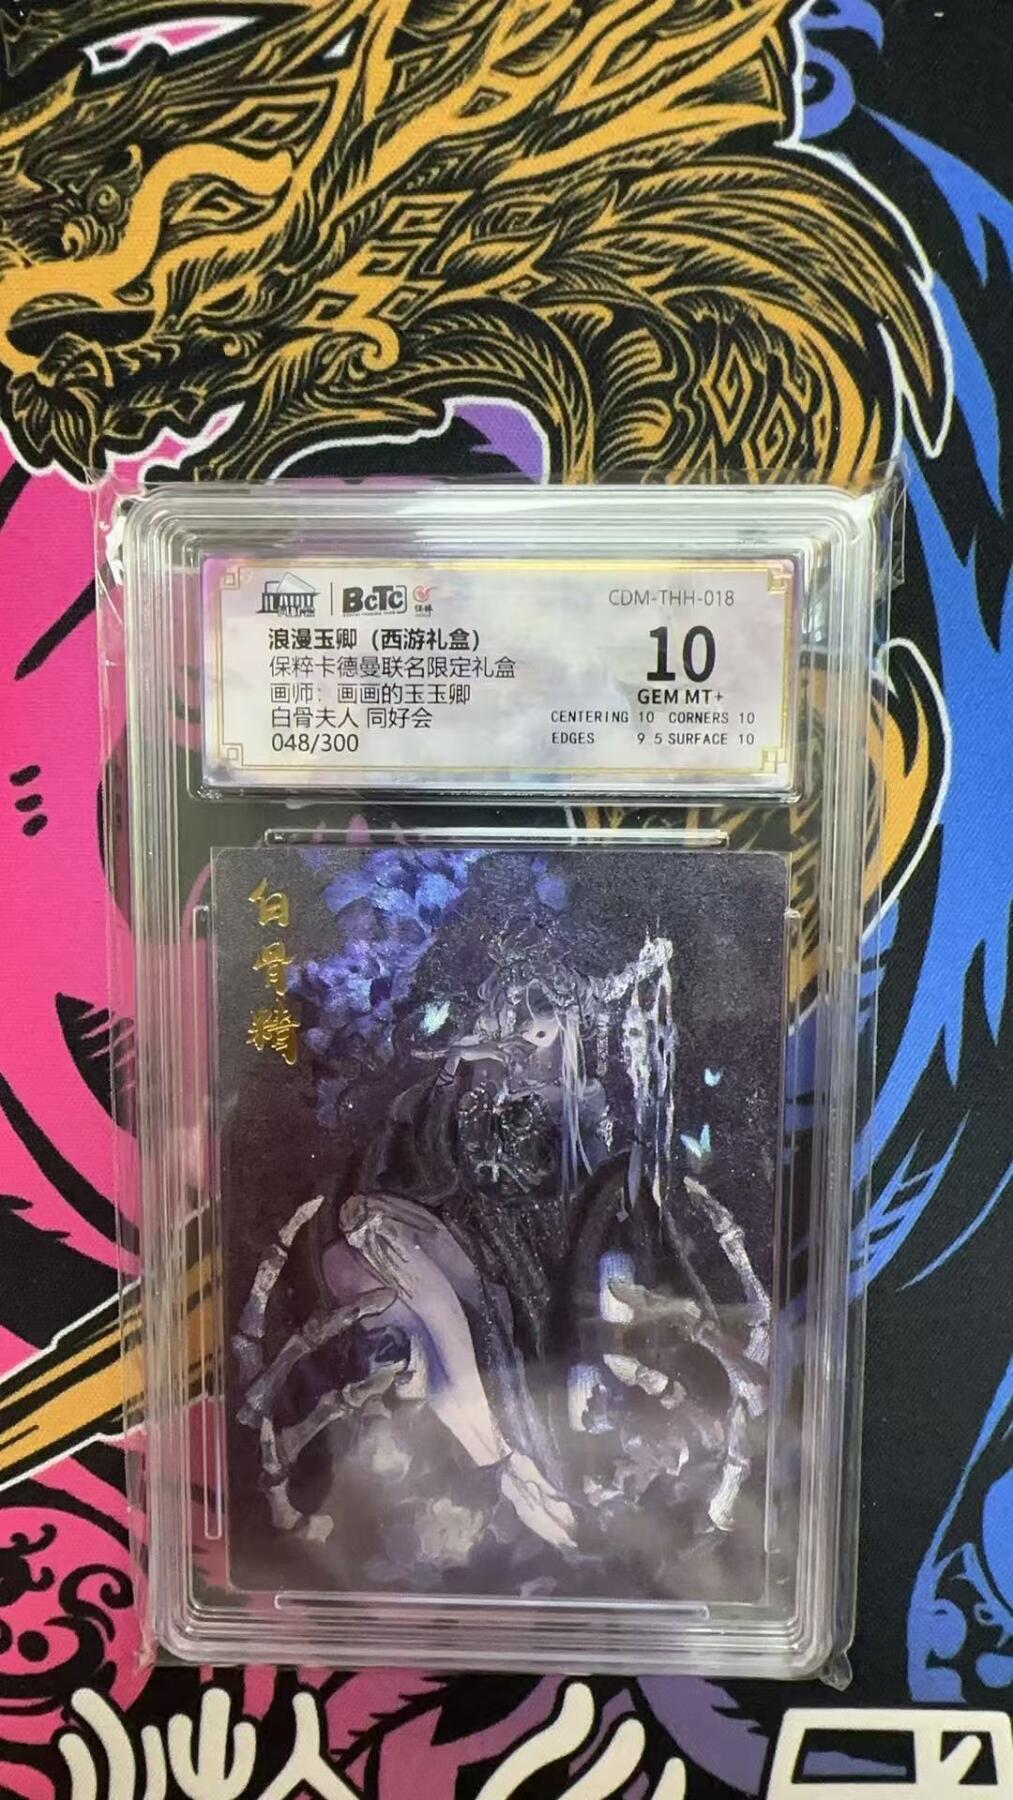 BCTC
保粹
CDM-THH-018
浪漫玉卿（西游礼盒）
保粹卡德曼联名限定礼盒
画师：画画的玉玉卿
白骨夫人 同好会
048/300
10
GEM MT+
CENTERING 10 CORNERS 10
EDGES 9.5 SURFACE 10
白骨精